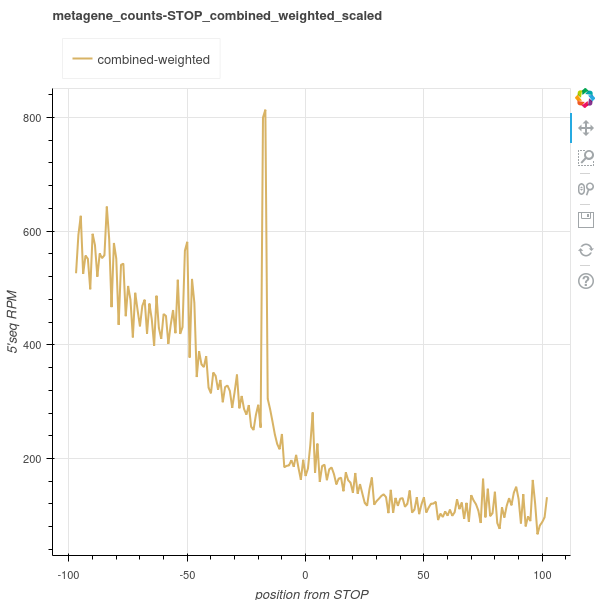 metagene_counts-STOP_combined_weighted_scaled
combined-weighted
800
600
400
200
5'seq RPM
-100
-50
0
50
100
position from STOP